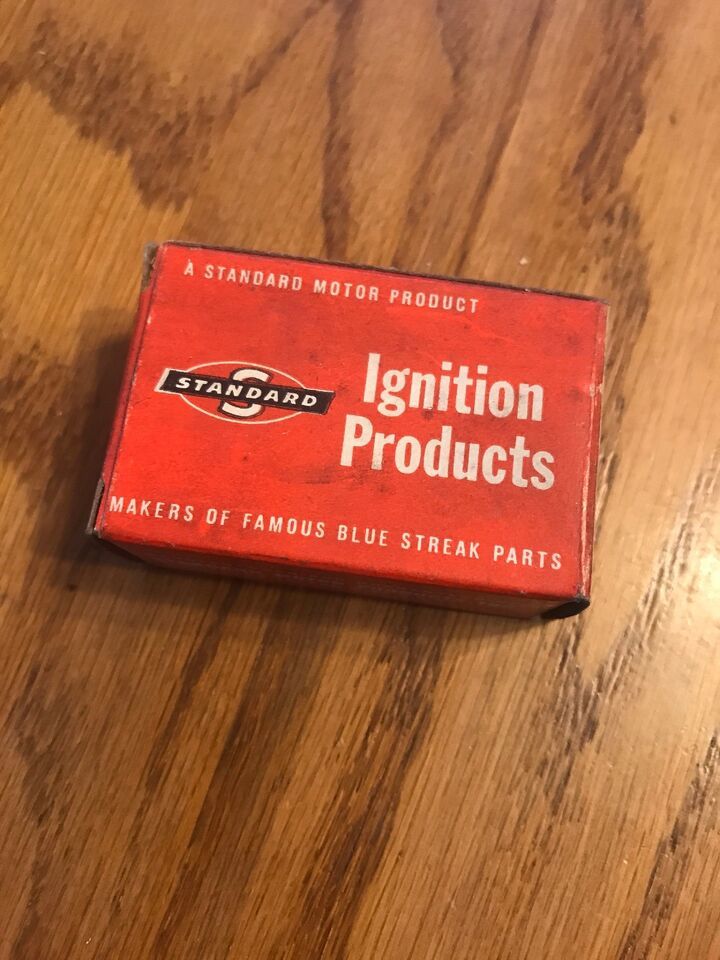 A STANDARD MOTOR PRODUCT
S
STANDARD
Ignition
Products
MAKERS OF FAMOUS BLUE STREAK PARTS